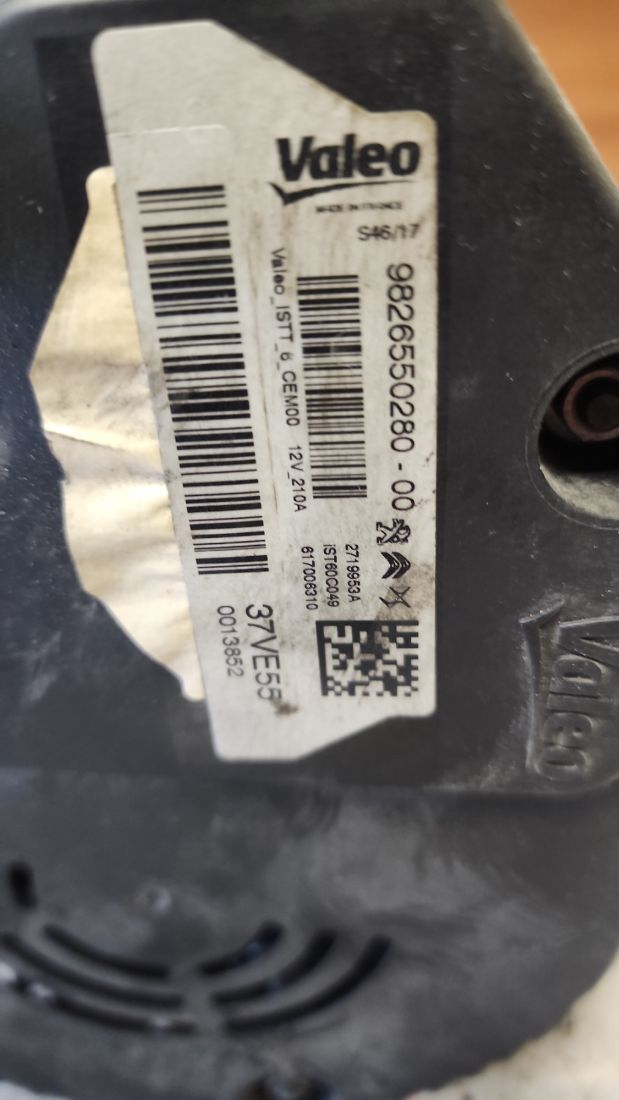 Valeo
MADE IN FRANCE
S46/17
9826550280-00
Valeo_ISTT_6_CEM00 12V_210A
2719953A
iST60C049
617006310
37VE55
0013852
Valeo